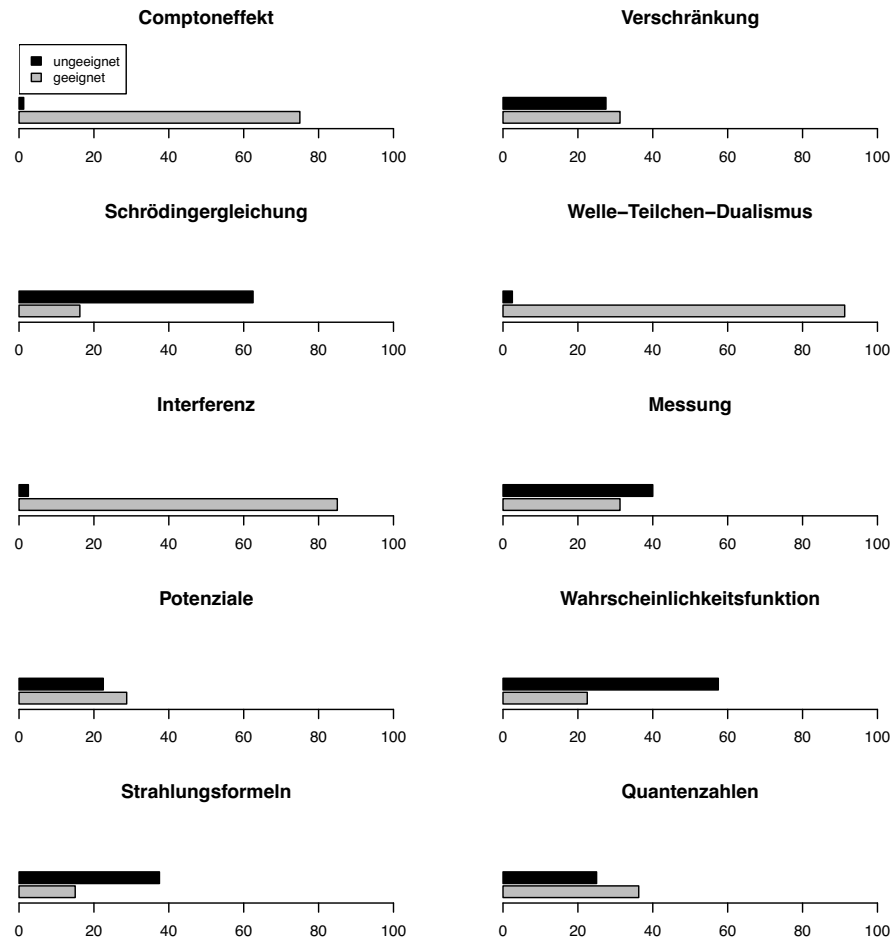 Comptoneffekt
ungeeignet
geeignet
0 20 40 60 80 100
Verschränkung
0 20 40 60 80 100
Schrödingergleichung
0 20 40 60 80 100
Welle−Teilchen−Dualismus
0 20 40 60 80 100
Interferenz
0 20 40 60 80 100
Messung
0 20 40 60 80 100
Potenziale
0 20 40 60 80 100
Wahrscheinlichkeitsfunktion
0 20 40 60 80 100
Strahlungsformeln
0 20 40 60 80 100
Quantenzahlen
0 20 40 60 80 100